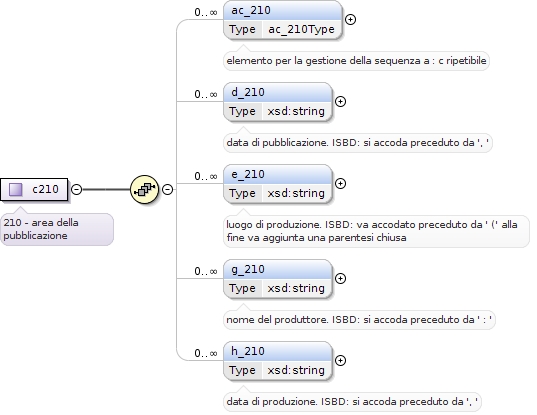 0..∞
ac_210
Type ac_210Type
elemento per la gestione della sequenza a : c ripetibile
0..∞
d_210
Type xsd:string
data di pubblicazione. ISBD: si accoda preceduto da ', '
0..∞
e_210
Type xsd:string
luogo di produzione. ISBD: va accodato preceduto da ' (' alla
fine va aggiunta una parentesi chiusa
c210
210 - area della
pubblicazione
0..∞
g_210
Type xsd:string
nome del produttore. ISBD: si accoda preceduto da ' : '
0..∞
h_210
Type xsd:string
data di produzione. ISBD: si accoda preceduto da ', '